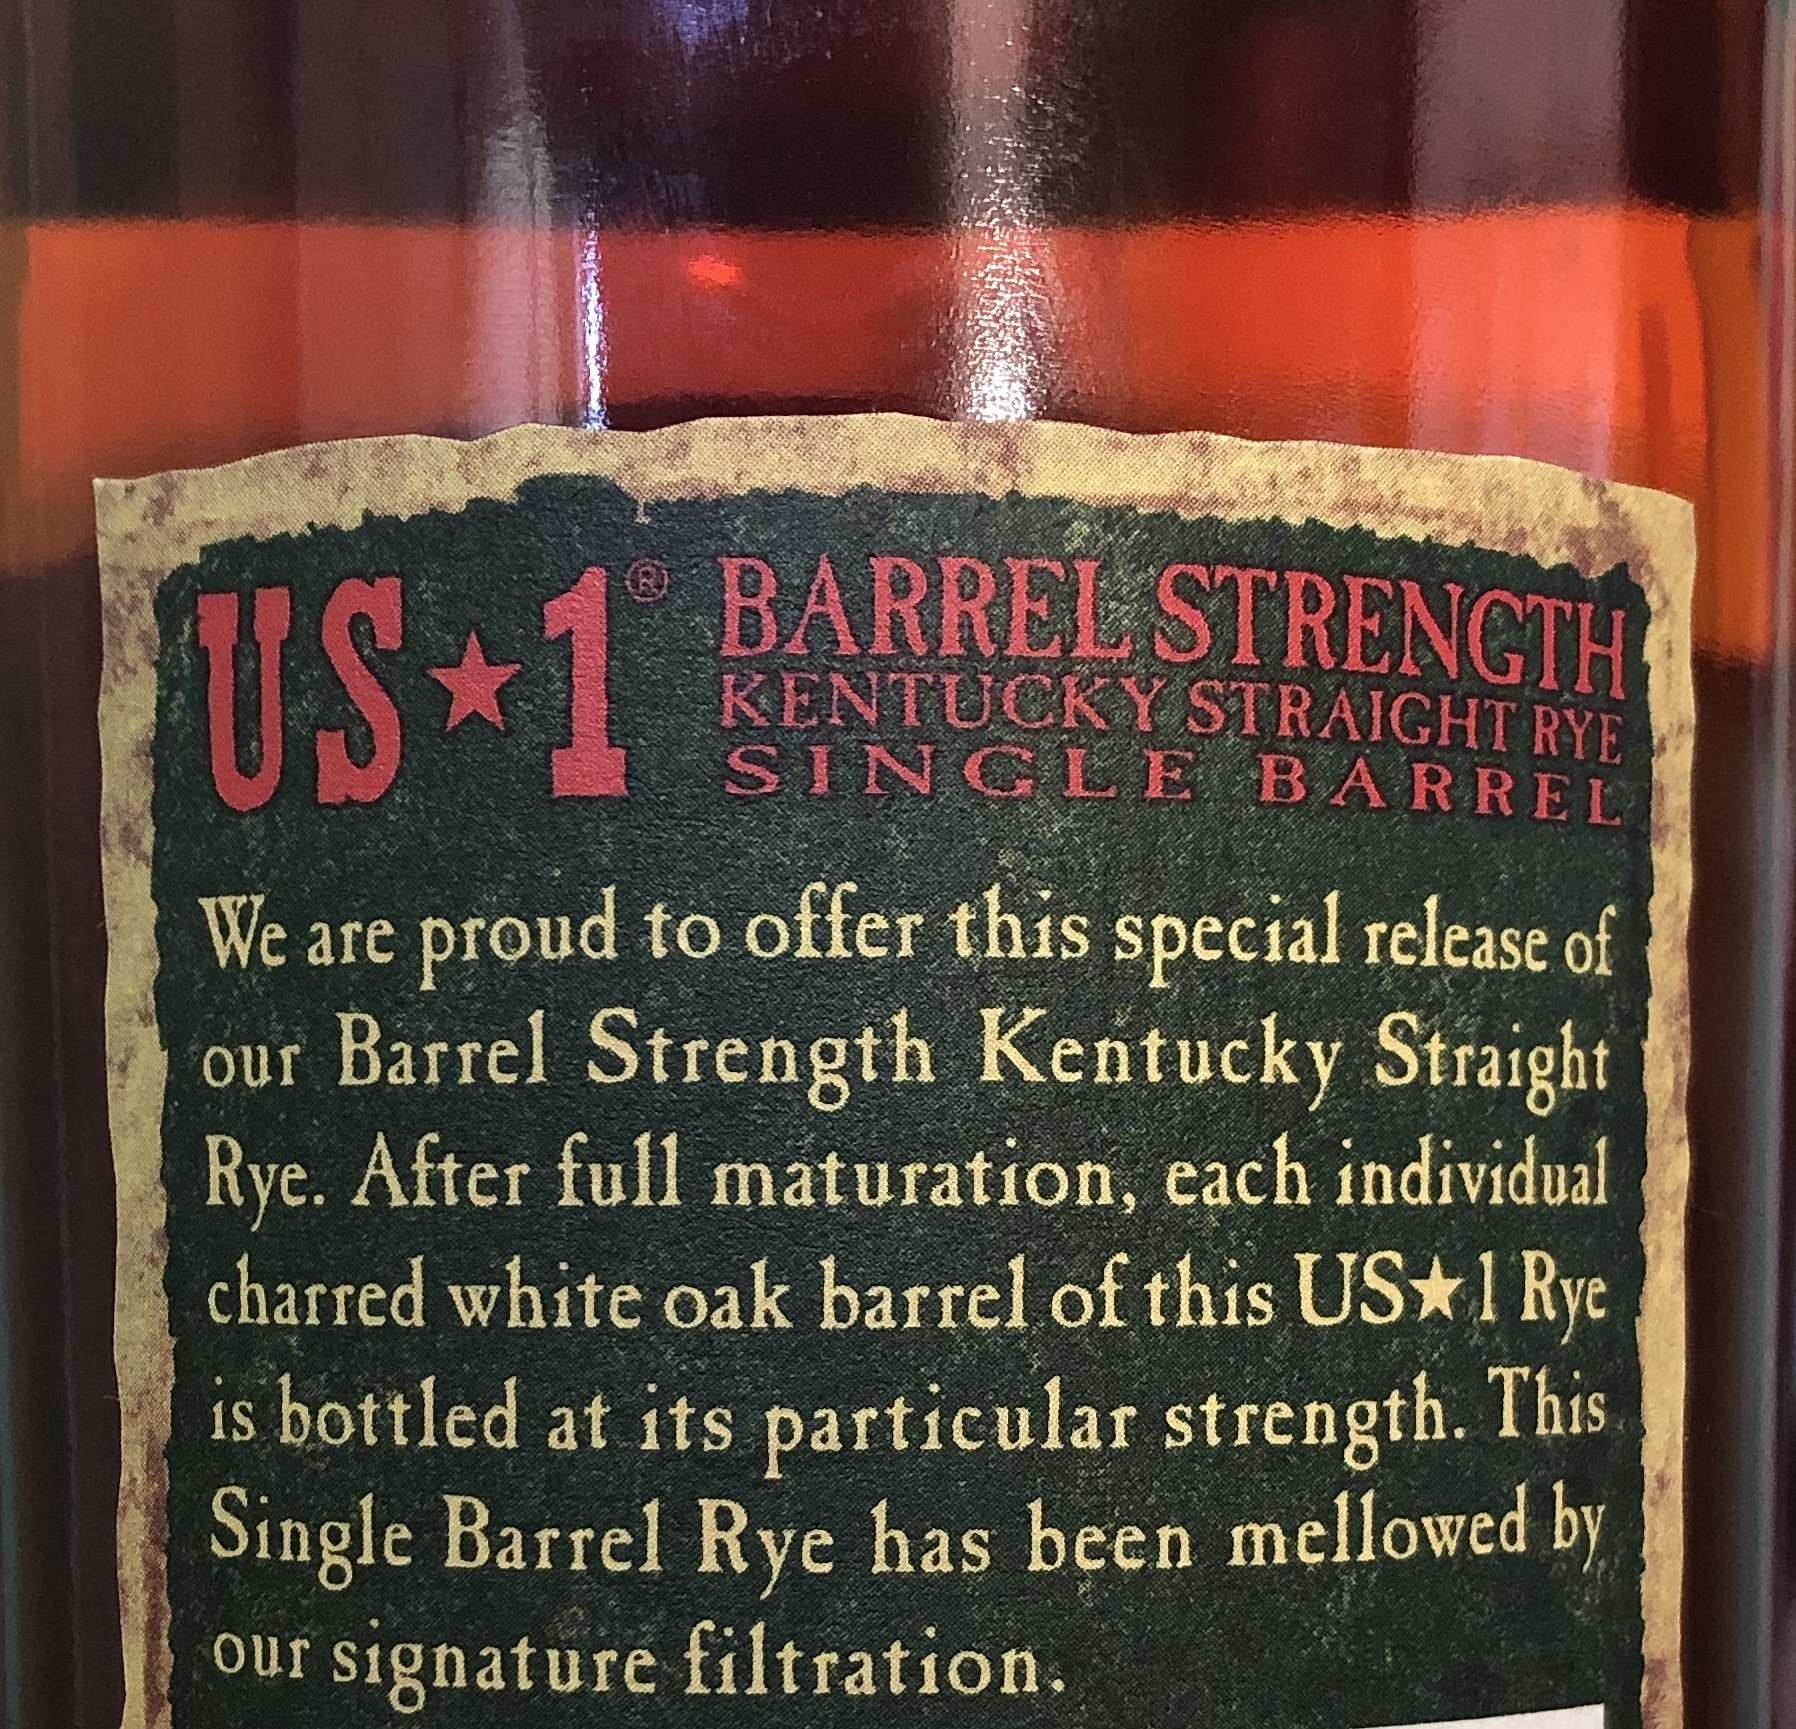 US★1® BARREL STRENGTH
KENTUCKY STRAIGHT RYE
SINGLE BARREL
We are proud to offer this special release of
our Barrel Strength Kentucky Straight
Rye. After full maturation, each individual
charred white oak barrel of this US★1 Rye
is bottled at its particular strength. This
Single Barrel Rye has been mellowed by
our signature filtration.